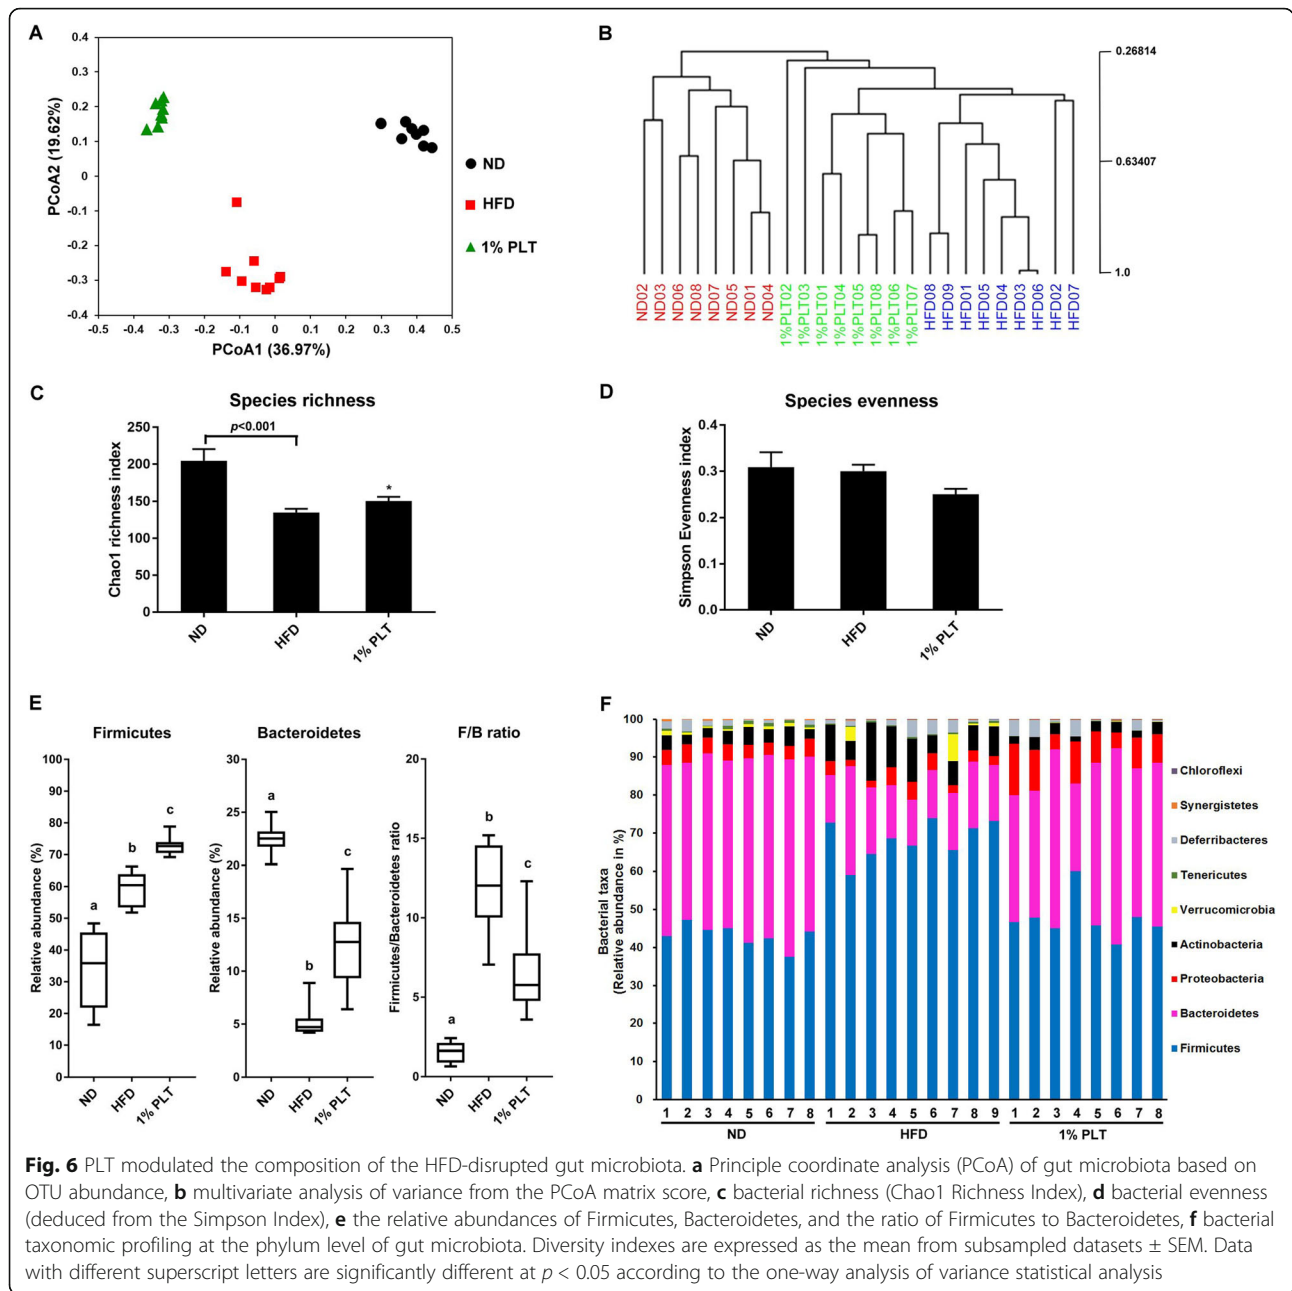 A
0.4
0.3
0.2
0.1
0
-0.1
-0.2
-0.3
-0.4
-0.5 -0.4 -0.3 -0.2 -0.1 0 0.1 0.2 0.3 0.4 0.5
PCoA2 (19.62%)
PCoA1 (36.97%)
ND
HFD
1% PLT
B
0.26814
0.63407
1.0
ND02
ND03
ND06
ND08
ND07
ND05
ND01
ND04
1%PLT02
1%PLT03
1%PLT01
1%PLT04
1%PLT05
1%PLT08
1%PLT06
1%PLT07
HFD08
HFD09
HFD01
HFD05
HFD04
HFD03
HFD06
HFD02
HFD07
C
Species richness
Chao1 richness index
250
200
150
100
50
0
p<0.001
*
ND
HFD
1% PLT
D
Species evenness
Simpson Evenness index
0.4
0.3
0.2
0.1
0.0
ND
HFD
1% PLT
E
Firmicutes
Relative abundance (%)
100
90
80
70
60
50
40
30
20
10
0
a
b
c
ND
HFD
1% PLT
Bacteroidetes
Relative abundance (%)
30
25
20
15
10
5
0
a
b
c
ND
HFD
1% PLT
F/B ratio
Firmicutes/Bacteroidetes ratio
20
15
10
5
0
a
b
c
ND
HFD
1% PLT
F
Bacterial taxa
(Relative abundance in %)
100
90
80
70
60
50
40
30
20
10
0
1 2 3 4 5 6 7 8 1 2 3 4 5 6 7 8 9 1 2 3 4 5 6 7 8
ND HFD 1% PLT
Chloroflexi
Synergistetes
Deferribacteres
Tenericutes
Verrucomicrobia
Actinobacteria
Proteobacteria
Bacteroidetes
Firmicutes
Fig. 6 PLT modulated the composition of the HFD-disrupted gut microbiota. a Principle coordinate analysis (PCoA) of gut microbiota based on
OTU abundance, b multivariate analysis of variance from the PCoA matrix score, c bacterial richness (Chao1 Richness Index), d bacterial evenness
(deduced from the Simpson Index), e the relative abundances of Firmicutes, Bacteroidetes, and the ratio of Firmicutes to Bacteroidetes, f bacterial
taxonomic profiling at the phylum level of gut microbiota. Diversity indexes are expressed as the mean from subsampled datasets ± SEM. Data
with different superscript letters are significantly different at p < 0.05 according to the one-way analysis of variance statistical analysis